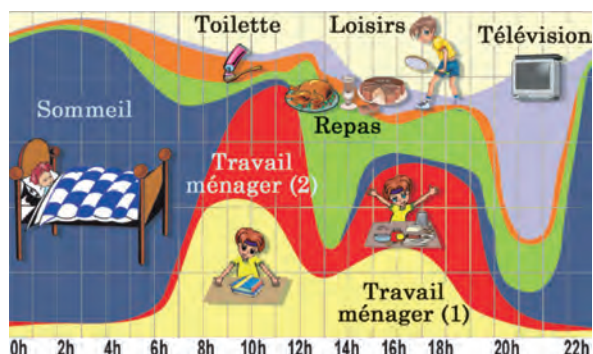 Toilette
Loisirs
Télévision
Sommeil
Repas
Travail
ménager (2)
Travail
ménager (1)
0h 2h 4h 6h 8h 10h 12h 14h 16h 18h 20h 22h